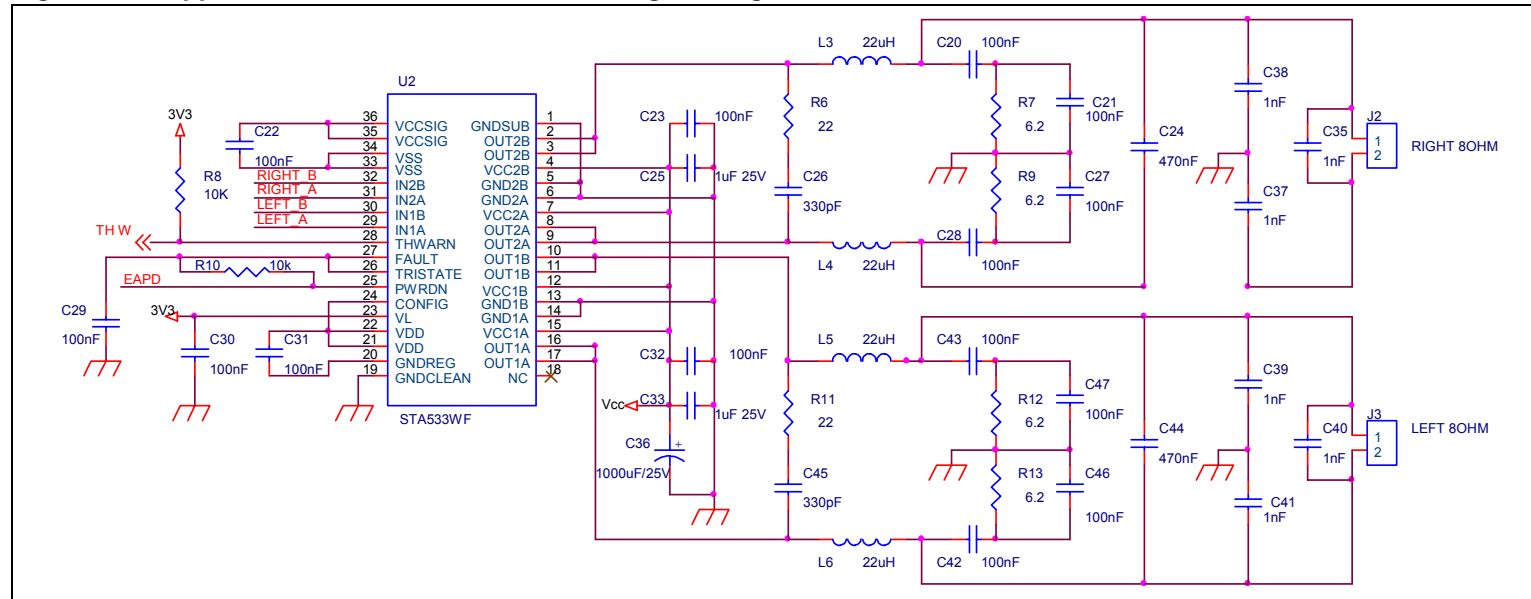 L3 22uH C20 100nF
U2
C38
1nF
3V3
C22
100nF
36 VCCSIG GNDSUB 1
35 VCCSIG OUT2B 2
34 VSS OUT2B 3
33 VSS VCC2B 4
32 IN2B GND2B 5
31 IN2A GND2A 6
30 IN1B VCC2A 7
29 IN1A OUT2A 8
28 THWARN OUT2A 9
27 FAULT OUT1B 10
26 TRISTATE OUT1B 11
25 PWRDN VCC1B 12
24 CONFIG GND1B 13
23 VL GND1A 14
22 VDD VCC1A 15
21 VDD OUT1A 16
20 GNDREG OUT1A 17
19 GNDCLEAN NC 18
STA533WF
RIGHT_B
RIGHT_A
LEFT_B
LEFT_A
R8
10K
TH W
R10 10k
EAPD
C29
100nF
3V3
C30
100nF
C31
100nF
C23 100nF
C25 1uF 25V
R6
22
C26
330pF
R7
6.2
C21
100nF
R9
6.2
C27
100nF
C24
470nF
C35
1nF
C37
1nF
J2
1
2
RIGHT 8OHM
L4 22uH
C28 100nF
C32 100nF
Vcc
C33 1uF 25V
C36 +
1000uF/25V
L5 22uH C43 100nF
R11
22
C45
330pF
R12
6.2
C47
100nF
R13
6.2
C46
100nF
C44
470nF
C39
1nF
C40
1nF
C41
1nF
J3
1
2
LEFT 8OHM
L6 22uH
C42 100nF